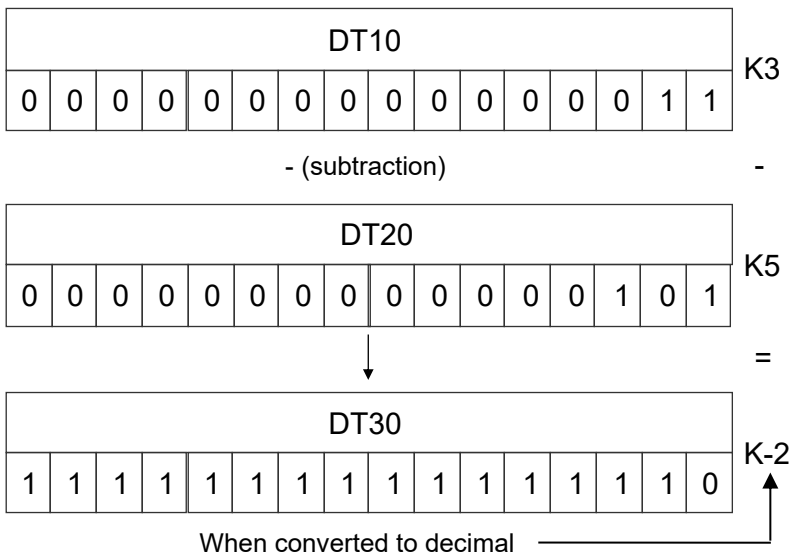 DT10
K3
0 0 0 0 0 0 0 0 0 0 0 0 0 0 1 1
- (subtraction) -
DT20
K5
0 0 0 0 0 0 0 0 0 0 0 0 0 1 0 1
=
DT30
K-2
1 1 1 1 1 1 1 1 1 1 1 1 1 1 1 0
When converted to decimal